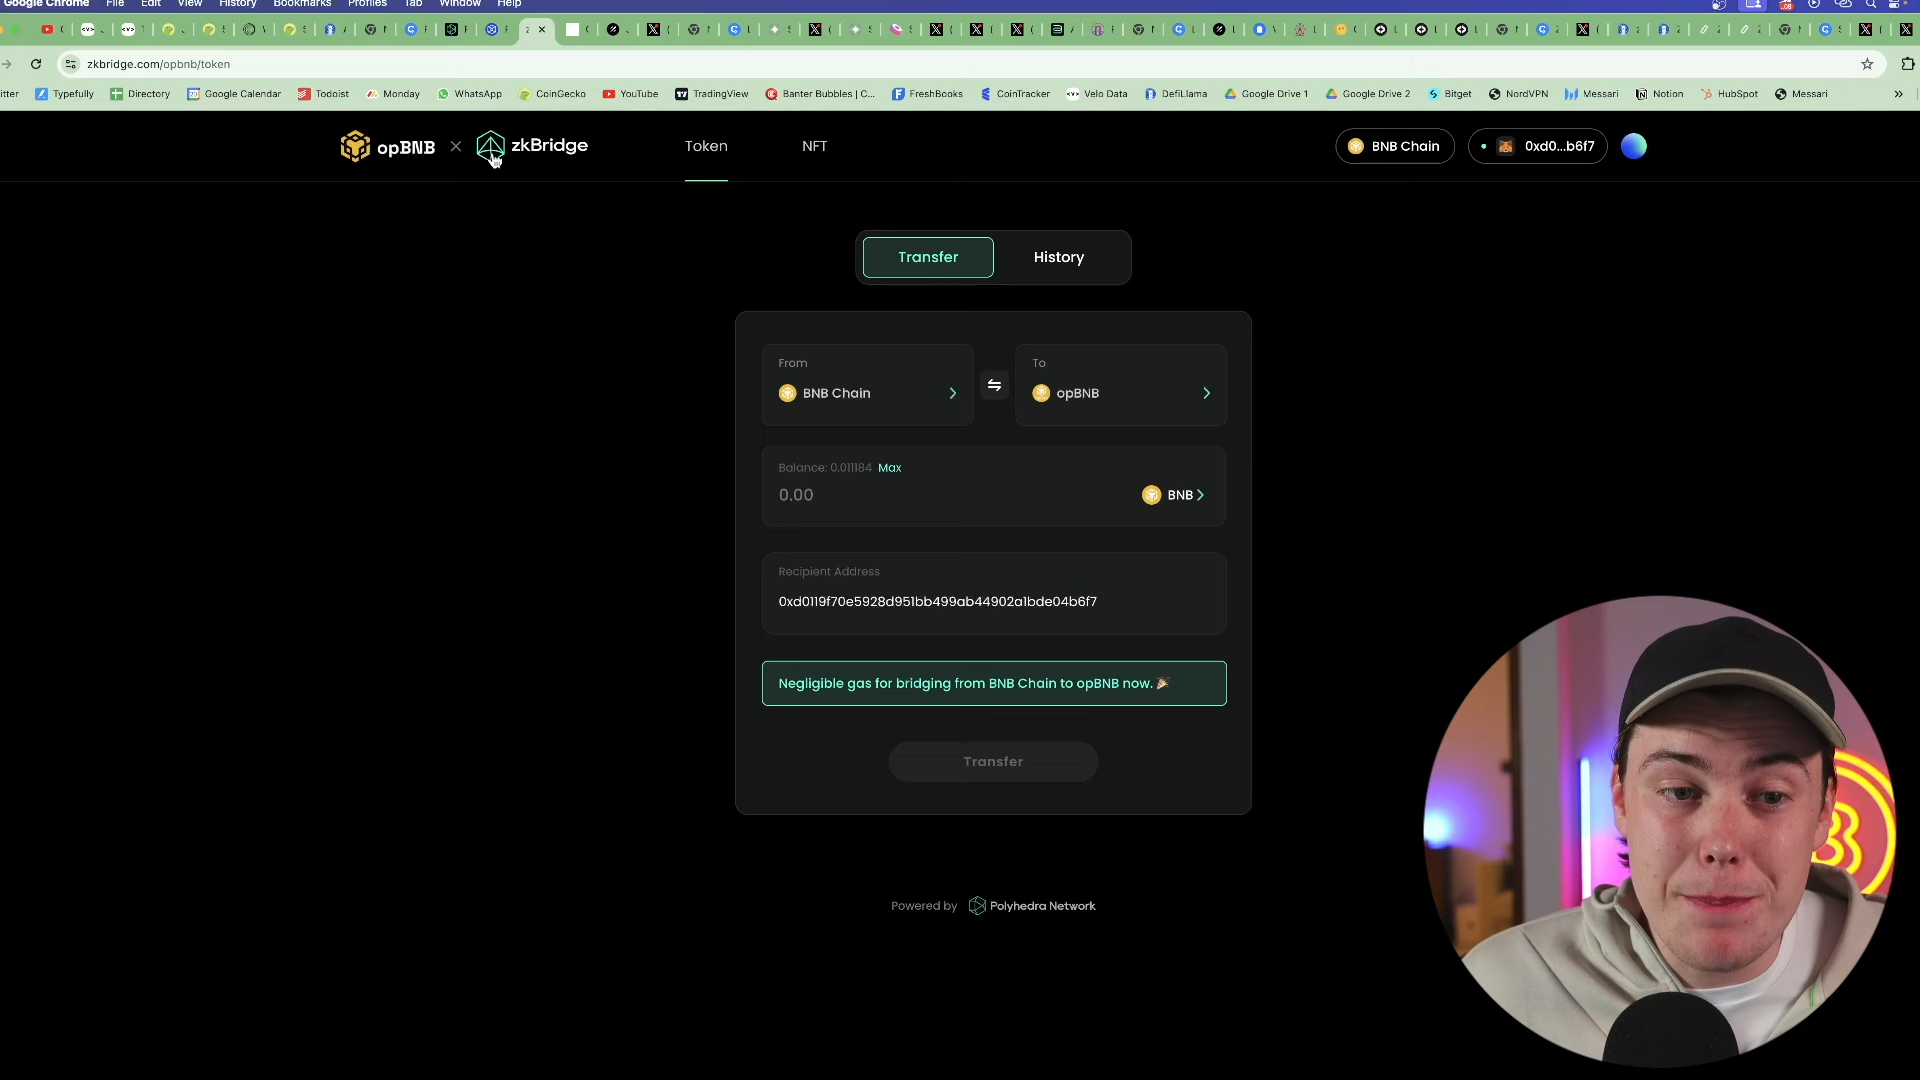 Google Chrome File Edit View History Bookmarks Profiles Tab Window Help
zkbridge.com/opbnb/token
itter Typefully Directory Google Calendar Todoist Monday WhatsApp CoinGecko YouTube TradingView Banter Bubbles | C... FreshBooks CoinTracker Velo Data DefiLlama Google Drive 1 Google Drive 2 Bitget NordVPN Messari Notion HubSpot Messari
opBNB × zkBridge Token NFT BNB Chain 0xd0...b6f7
Transfer History
From To
BNB Chain opBNB
Balance: 0.011184 Max
0.00 BNB
Recipient Address
0xd0119f70e5928d951bb499ab44902a1bde04b6f7
Negligible gas for bridging from BNB Chain to opBNB now. 🎉
Transfer
Powered by Polyhedra Network